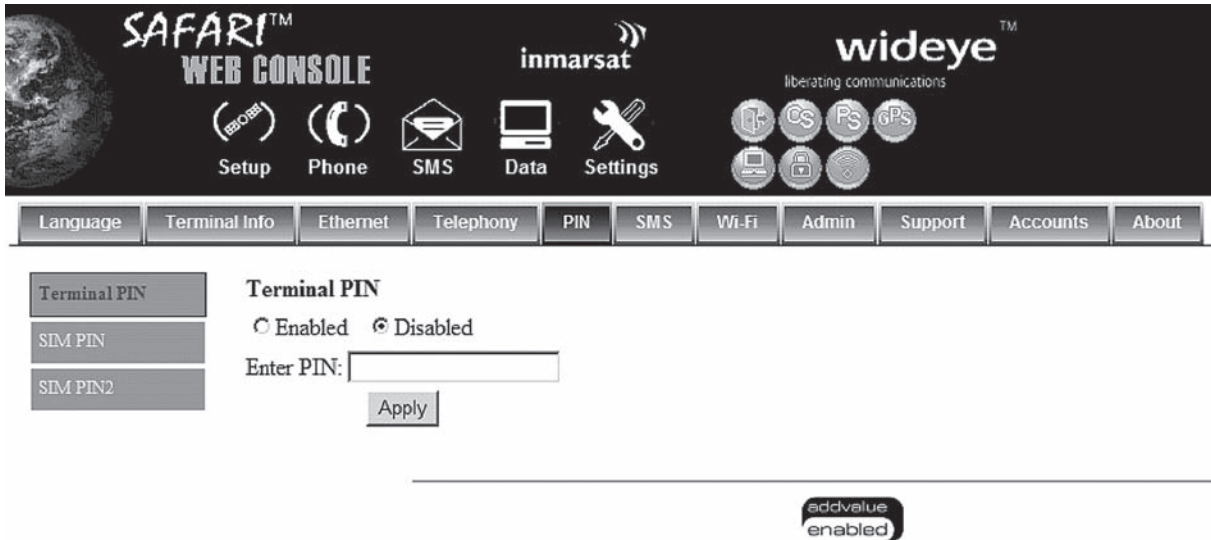 SAFARI™
WEB CONSOLE
inmarsat
wideye™
liberating communications
CS PS GPS
Setup Phone SMS Data Settings
Language Terminal Info Ethernet Telephony PIN SMS Wi-Fi Admin Support Accounts About
Terminal PIN
SIM PIN
SIM PIN2
Terminal PIN
Enabled Disabled
Enter PIN:
Apply
addvalue
enabled